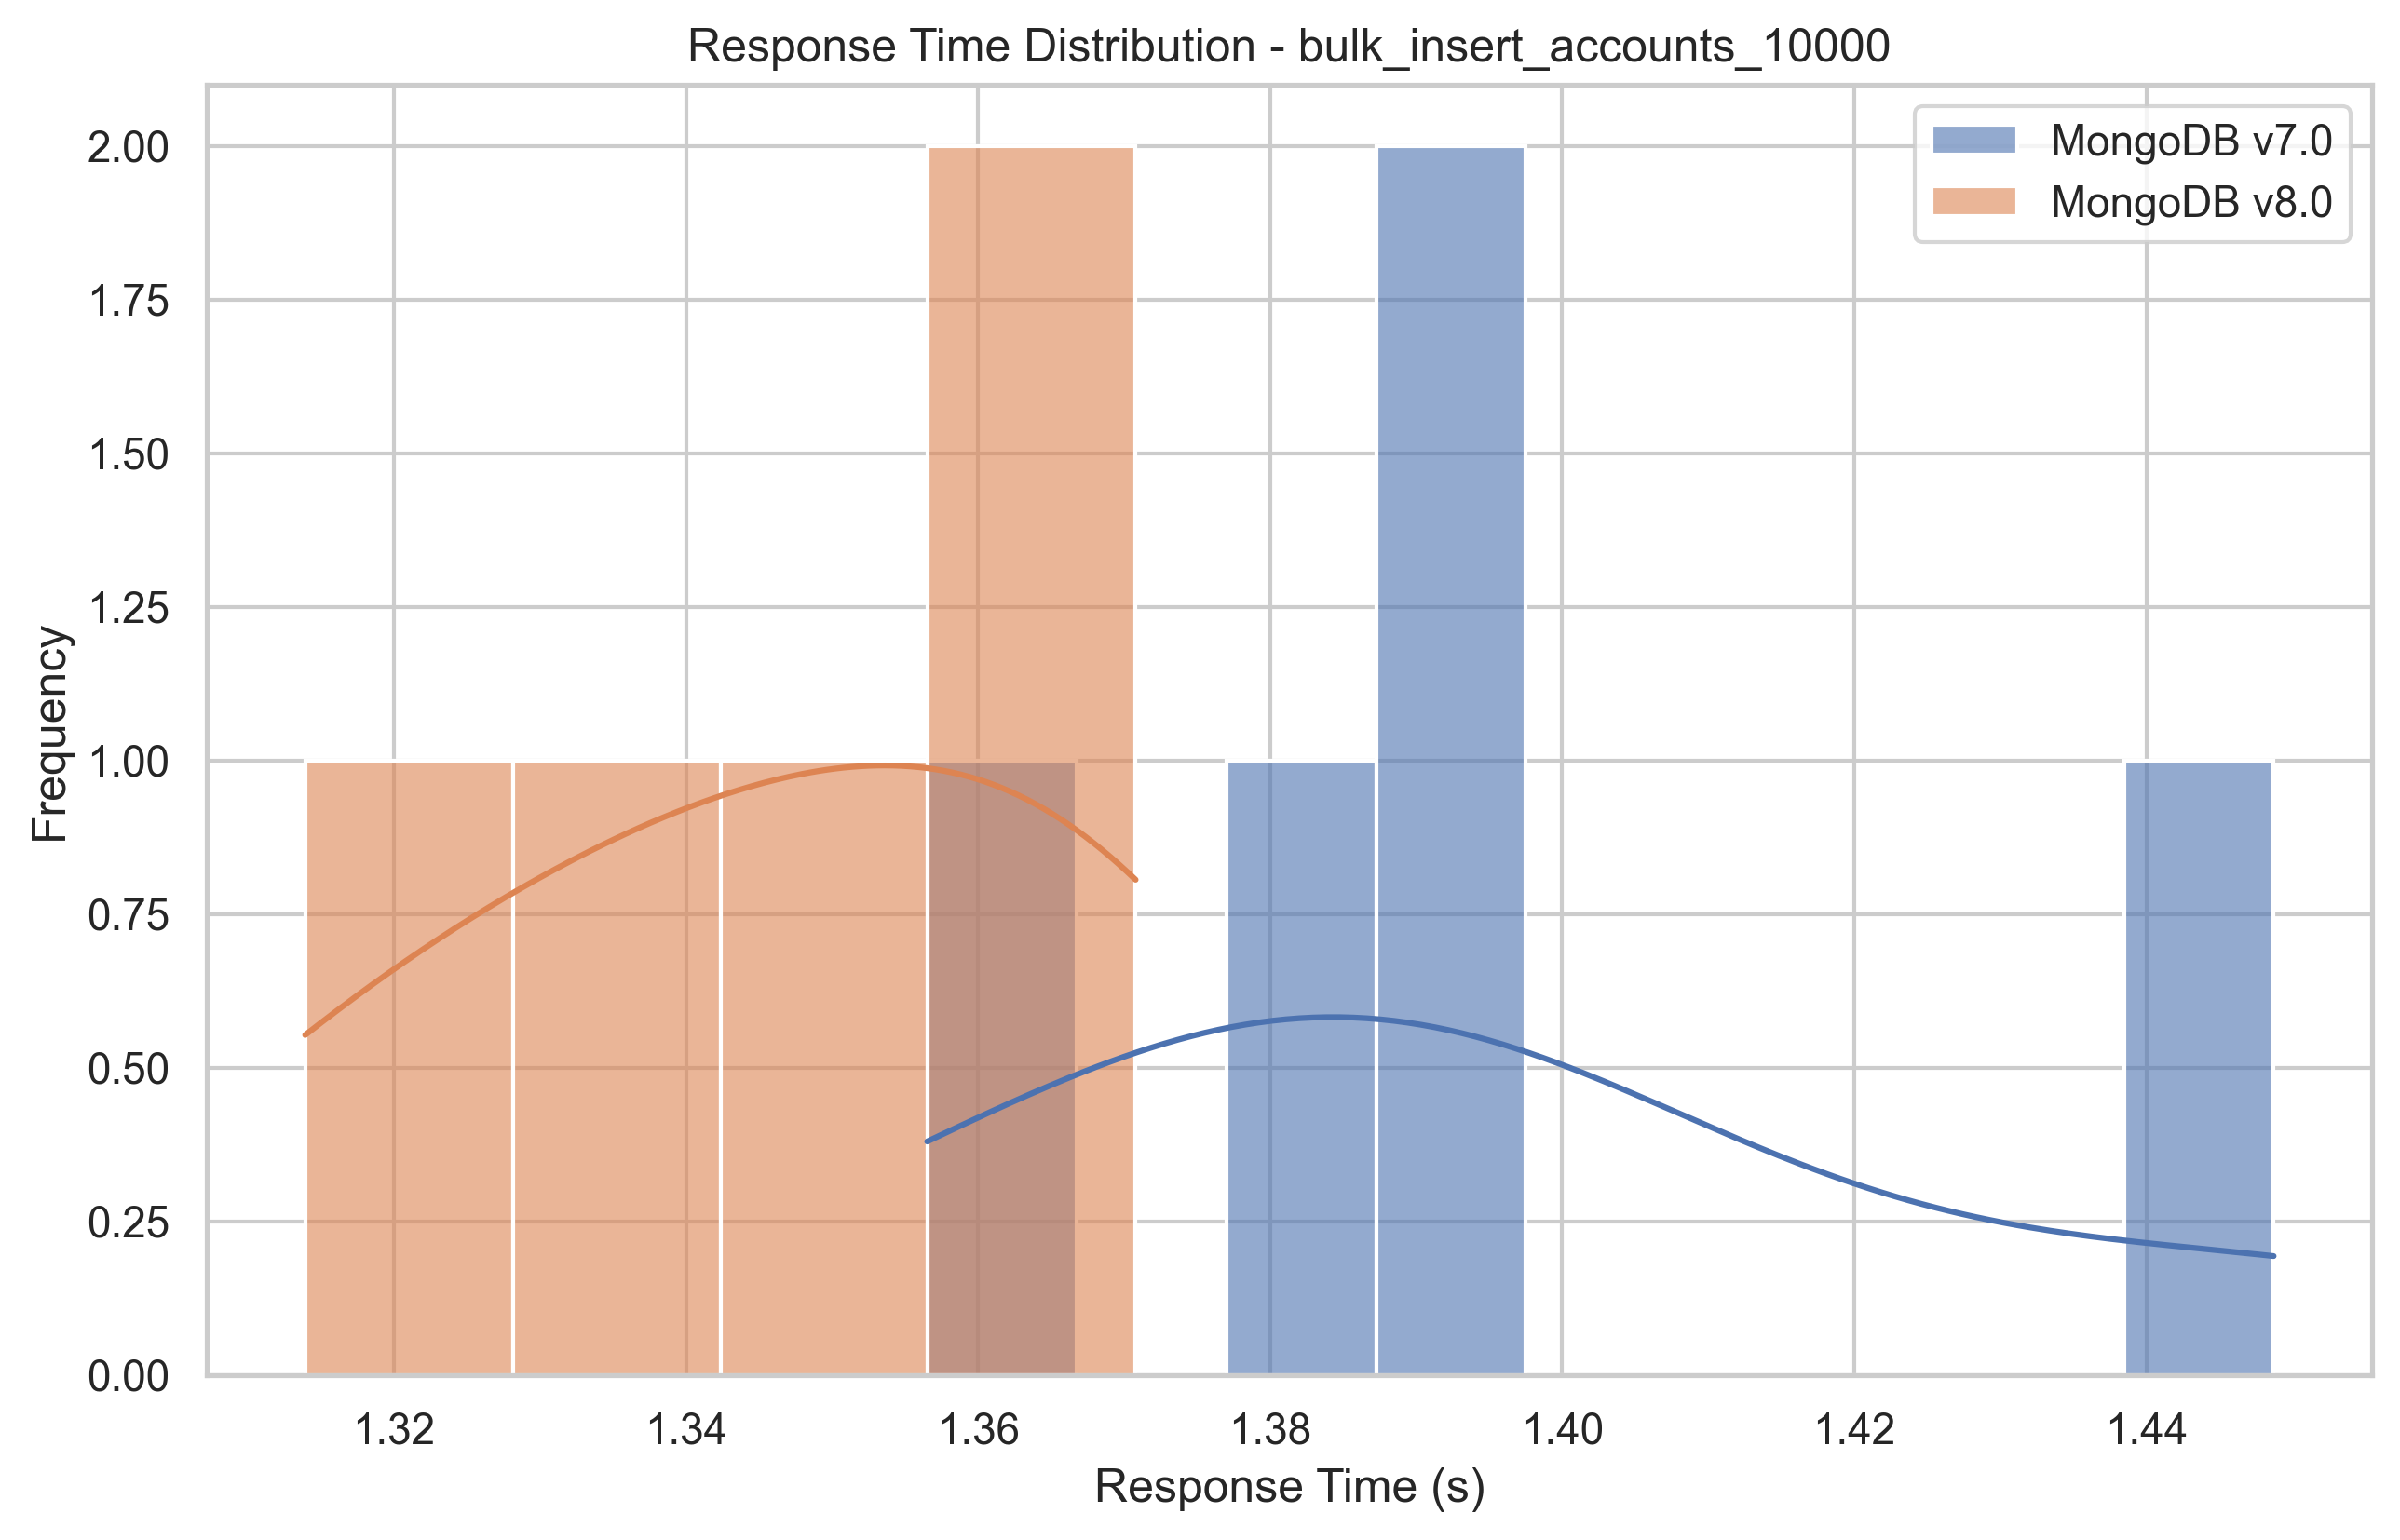 Response Time Distribution - bulk_insert_accounts_10000
MongoDB v7.0
MongoDB v8.0
2.00
1.75
1.50
1.25
1.00
0.75
0.50
0.25
0.00
Frequency
1.32 1.34 1.36 1.38 1.40 1.42 1.44
Response Time (s)